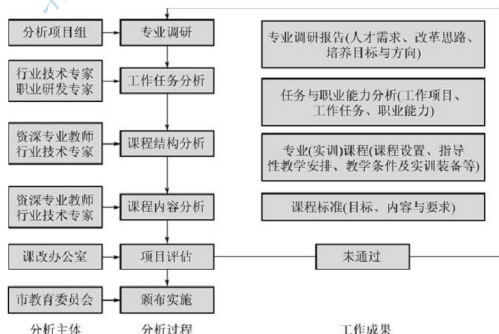 分析项目组
专业调研
专业调研报告(人才需求、改革思路、
培养目标与方向)
行业技术专家
职业研发专家
工作任务分析
任务与职业能力分析(工作项目、
工作任务、职业能力)
资深专业教师
行业技术专家
课程结构分析
专业(实训)课程(课程设置、指导
性教学安排、教学条件及实训装备等)
资深专业教师
行业技术专家
课程内容分析
课程标准(目标、内容与要求)
课改办公室
项目评估
未通过
市教育委员会
颁布实施
分析主体
分析过程
工作成果